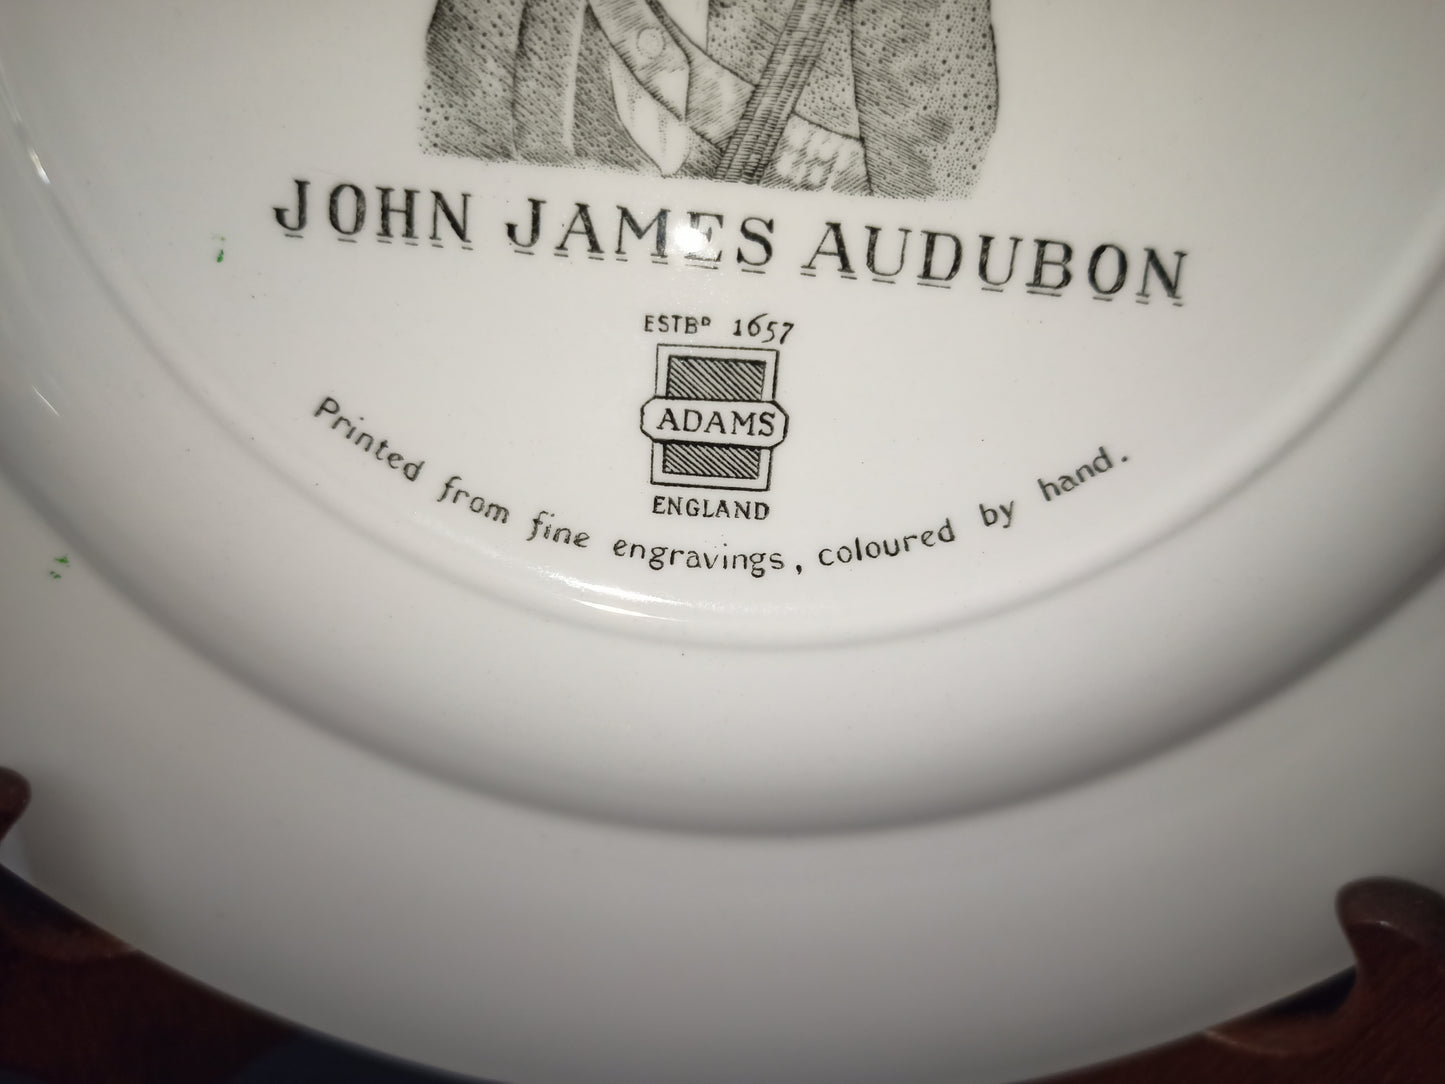 JOHN JAMES AUDUBON
ESTBᴰ 1657
ADAMS
ENGLAND
Printed from fine engravings, coloured by hand.